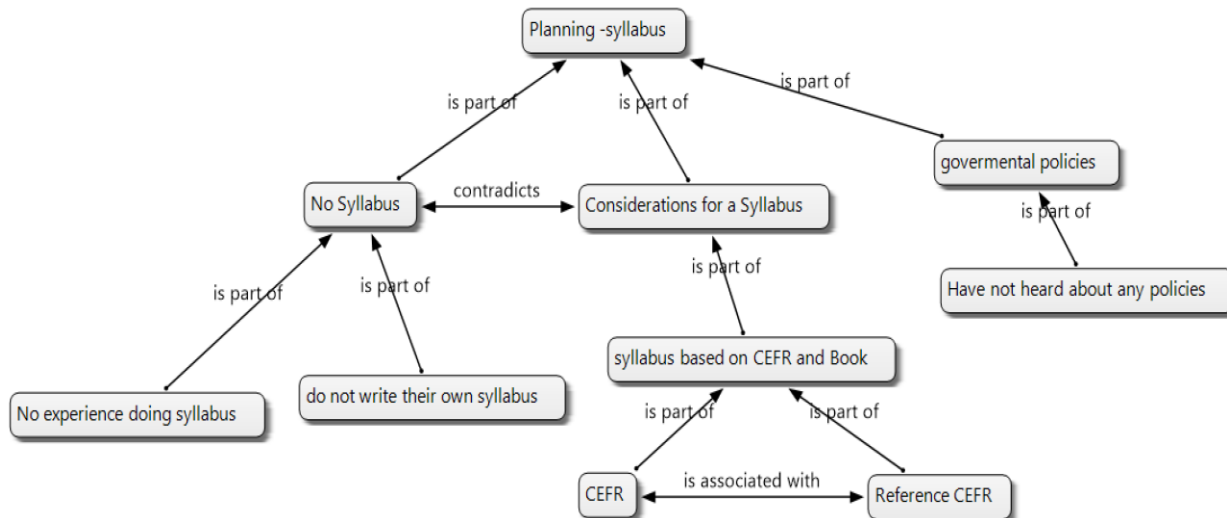 Planning -syllabus
is part of
is part of
is part of
govermental policies
No Syllabus
contradicts
Considerations for a Syllabus
is part of
is part of
is part of
is part of
Have not heard about any policies
syllabus based on CEFR and Book
No experience doing syllabus
do not write their own syllabus
is part of
is part of
CEFR
is associated with
Reference CEFR